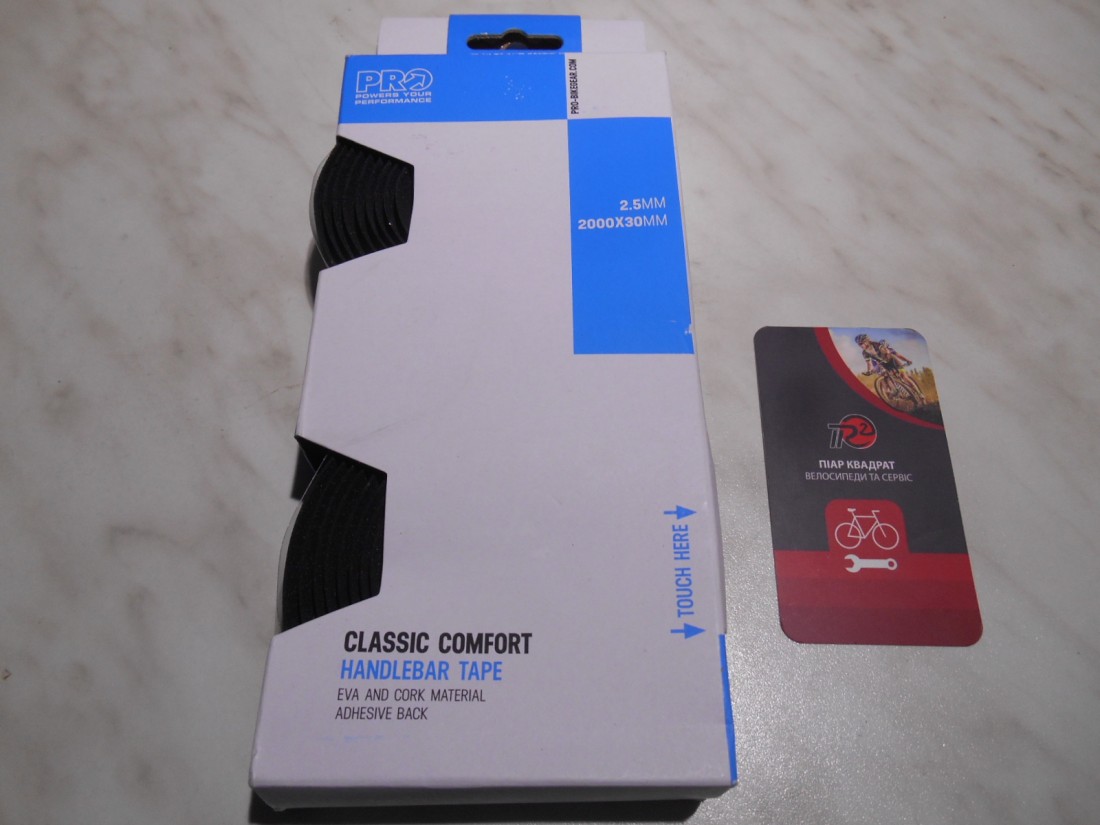 PRO
POWERS YOUR
PERFORMANCE
PRO-BIKEGEAR.COM
2.5MM
2000X30MM
TOUCH HERE
CLASSIC COMFORT
HANDLEBAR TAPE
EVA AND CORK MATERIAL
ADHESIVE BACK
ПР2
ПІАР КВАДРАТ
ВЕЛОСИПЕДИ ТА СЕРВІС